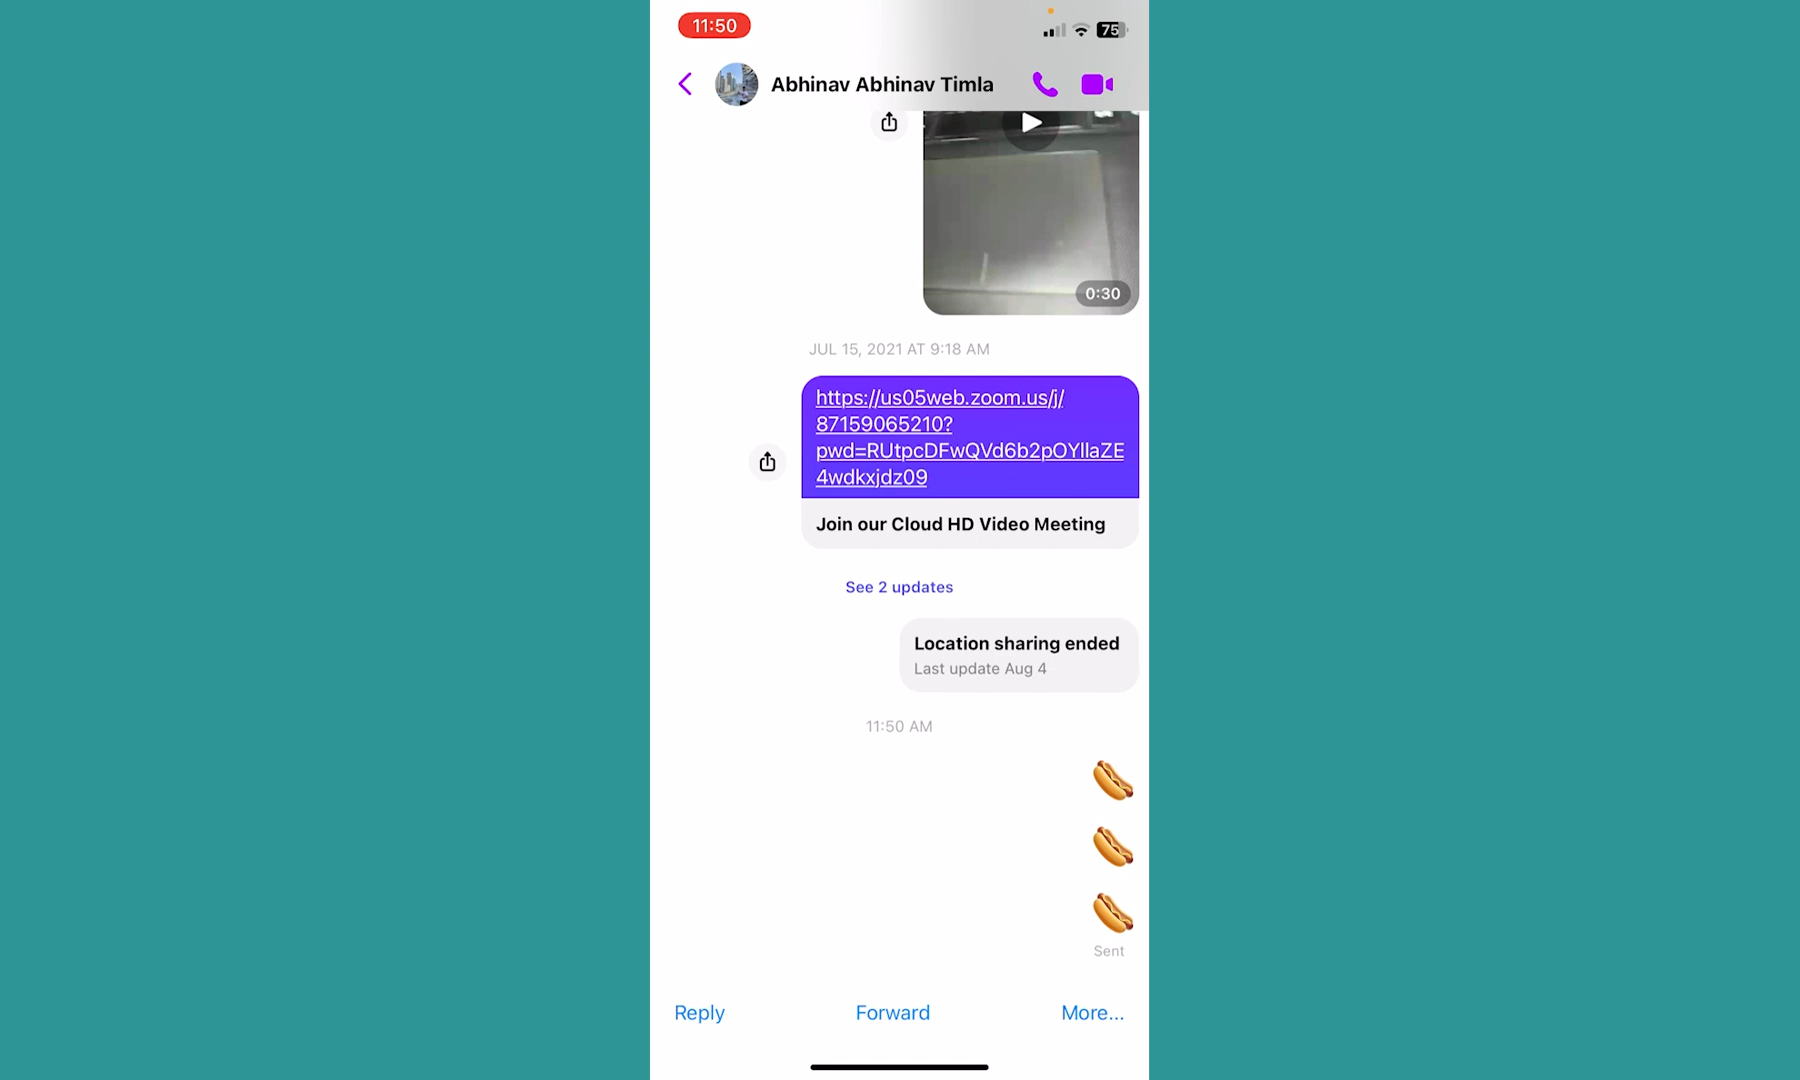 11:50
75
Abhinav Abhinav Timla
0:30
JUL 15, 2021 AT 9:18 AM
https://us05web.zoom.us/j/
87159065210?
pwd=RUtpcDFwQVd6b2pOYllaZE
4wdkxjdz09
Join our Cloud HD Video Meeting
See 2 updates
Location sharing ended
Last update Aug 4
11:50 AM
Sent
Reply
Forward
More...